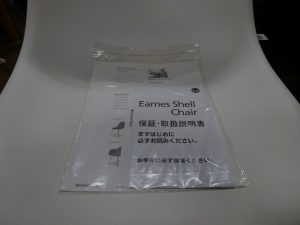 Eames Shell
Chair
保証・取扱説明書
まずはじめに
必ずお読みください。
お手元に必ず保管ください